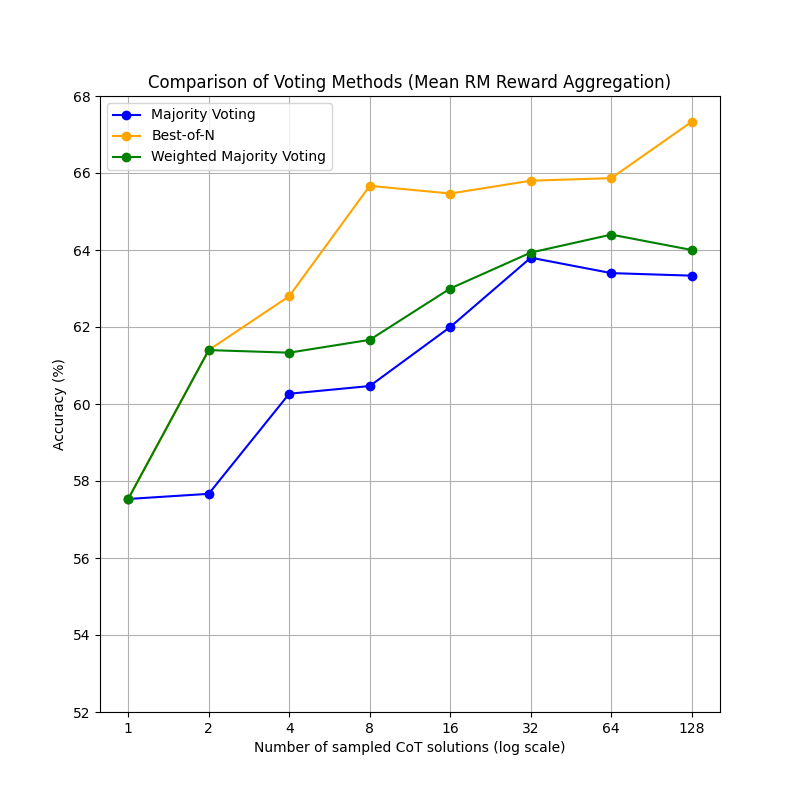 Comparison of Voting Methods (Mean RM Reward Aggregation)
Majority Voting
Best-of-N
Weighted Majority Voting
68
66
64
62
60
58
56
54
52
Accuracy (%)
1 2 4 8 16 32 64 128
Number of sampled CoT solutions (log scale)